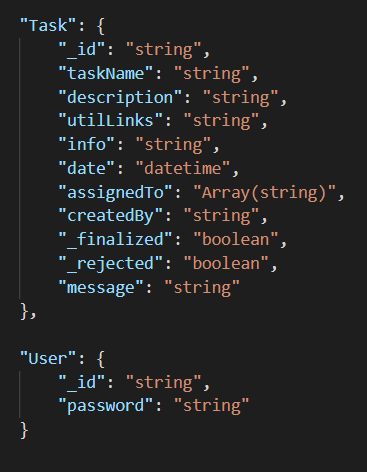 "Task": {
"_id": "string",
"taskName": "string",
"description": "string",
"utilLinks": "string",
"info": "string",
"date": "datetime",
"assignedTo": "Array(string)",
"createdBy": "string",
"_finalized": "boolean",
"_rejected": "boolean",
"message": "string"
},
"User": {
"_id": "string",
"password": "string"
}